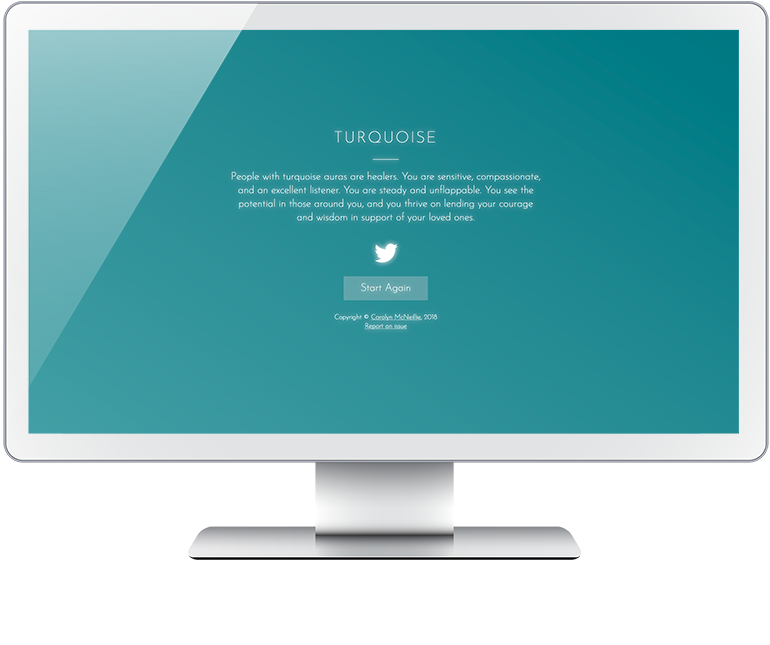 TURQUOISE
People with turquoise auras are healers. You are sensitive, compassionate,
and an excellent listener. You are steady and unflappable. You see the
potential in those around you, and you thrive on lending your courage
and wisdom in support of your loved ones.
Start Again
Copyright © Carolyn McNeillie, 2018
Report an issue